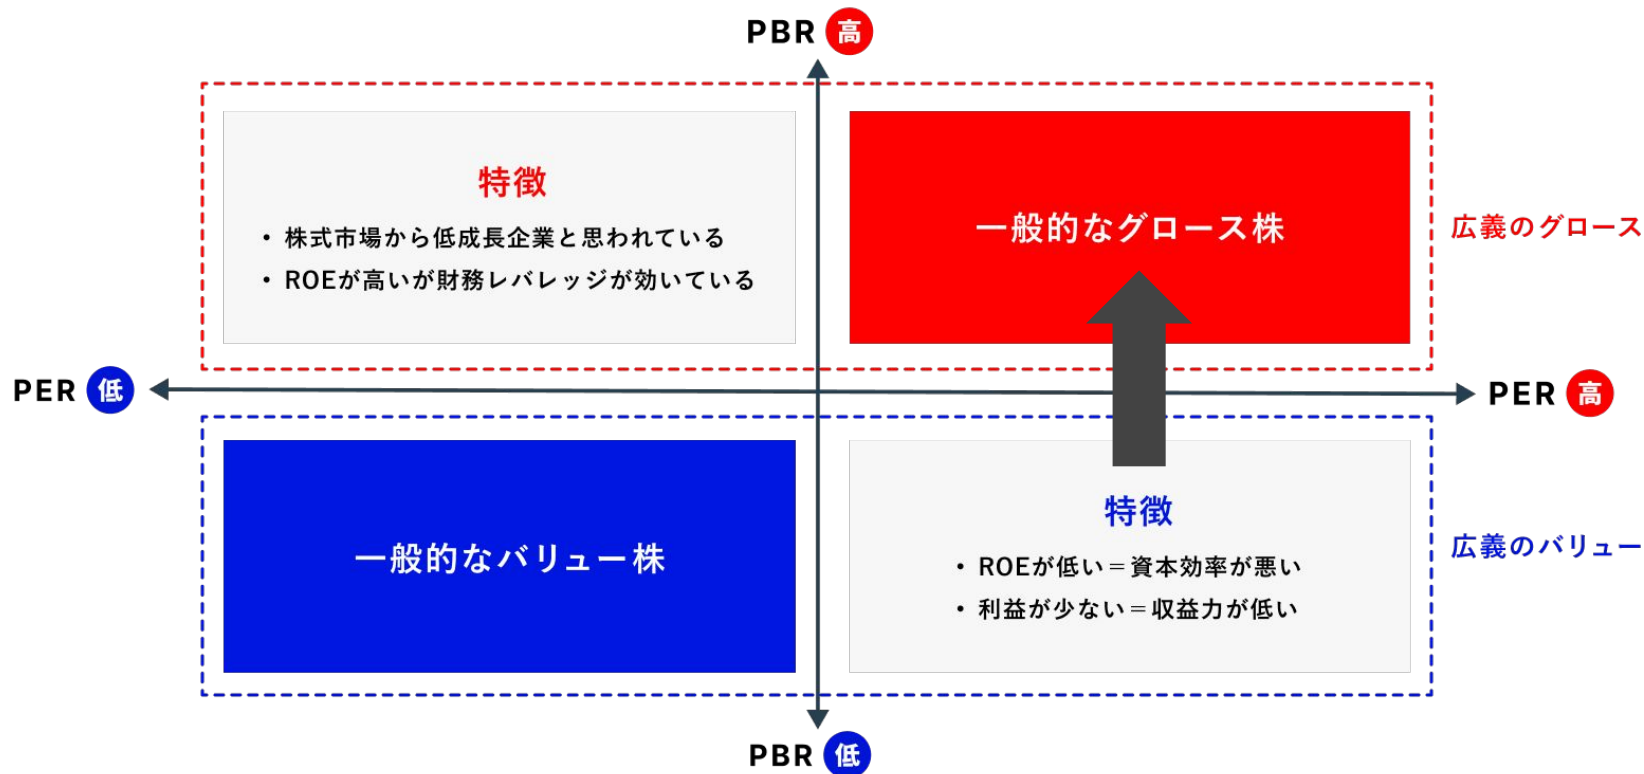 PBR 高
特徴
・ 株式市場から低成長企業と思われている
・ ROEが高いが財務レバレッジが効いている
一般的なグロース株
広義のグロース
PER 低
PER 高
一般的なバリュー株
特徴
・ ROEが低い＝資本効率が悪い
・ 利益が少ない＝収益力が低い
広義のバリュー
PBR 低